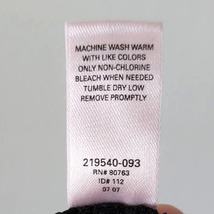 MACHINE WASH WARM
WITH LIKE COLORS
ONLY NON-CHLORINE
BLEACH WHEN NEEDED
TUMBLE DRY LOW
REMOVE PROMPTLY
219540-093
RN# 80763
ID# 112
07 07